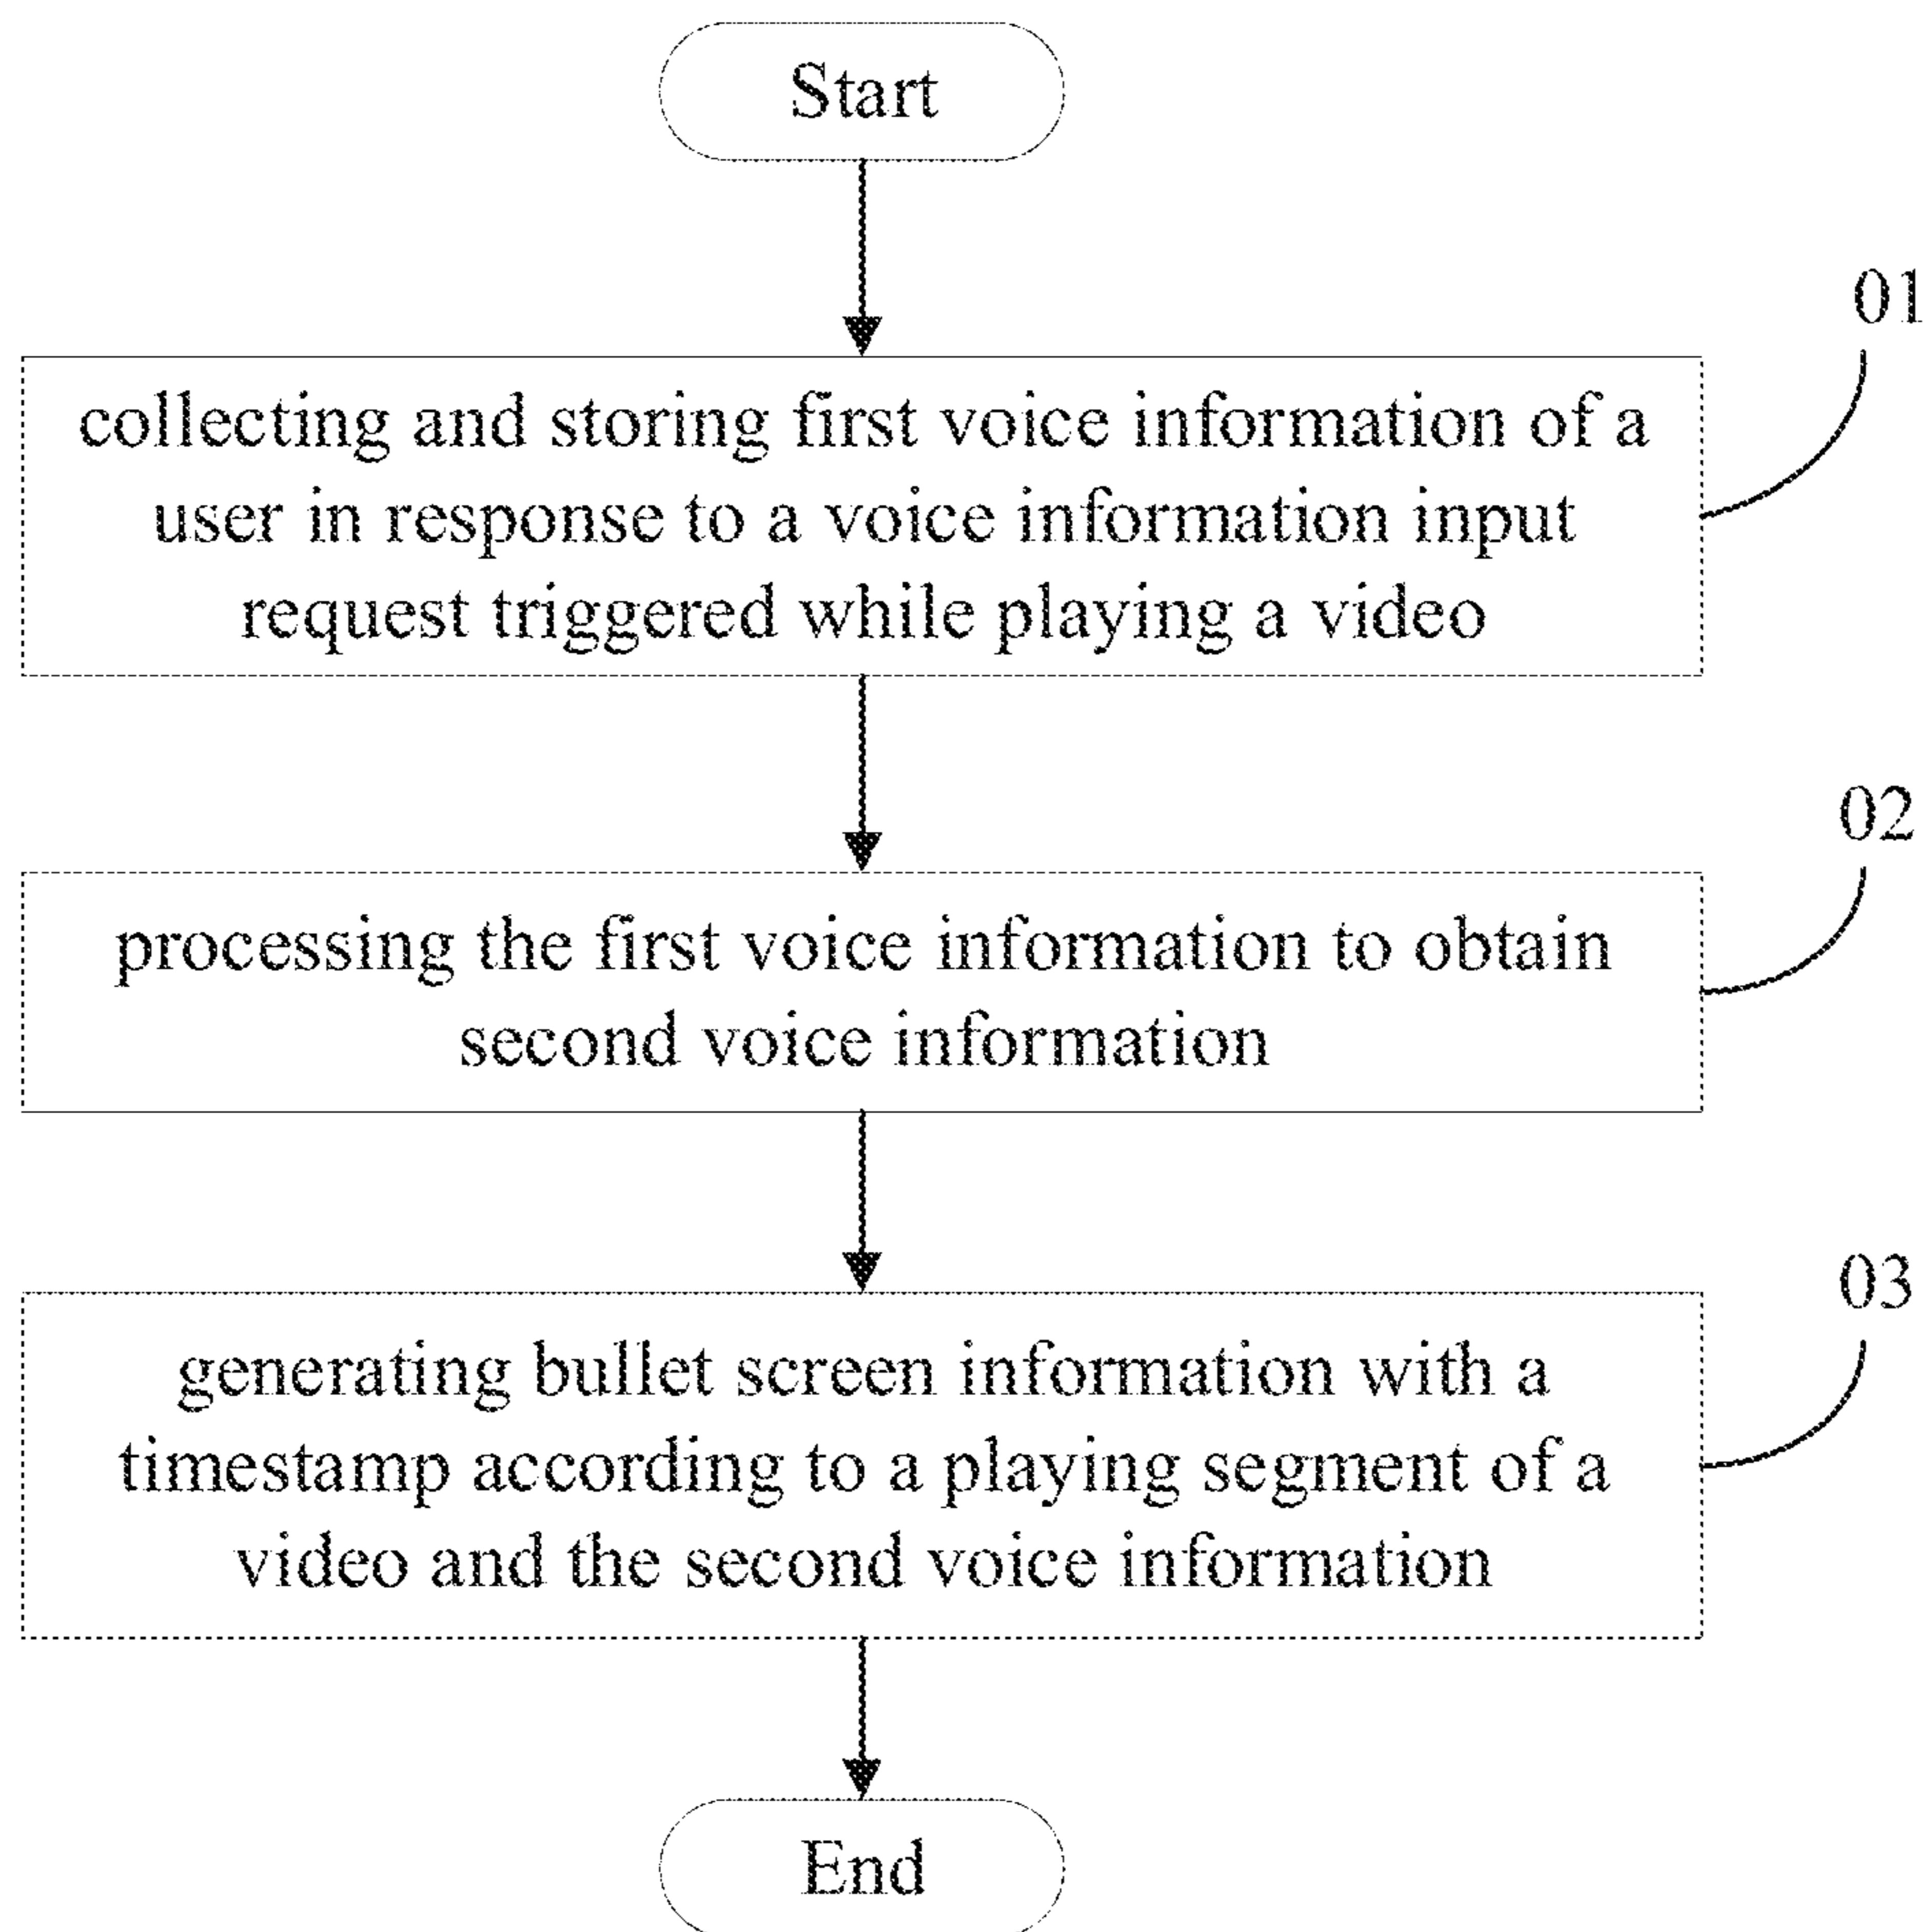 Start
01
collecting and storing first voice information of a
user in response to a voice information input
request triggered while playing a video
02
processing the first voice information to obtain
second voice information
03
generating bullet screen information with a
timestamp according to a playing segment of a
video and the second voice information
End